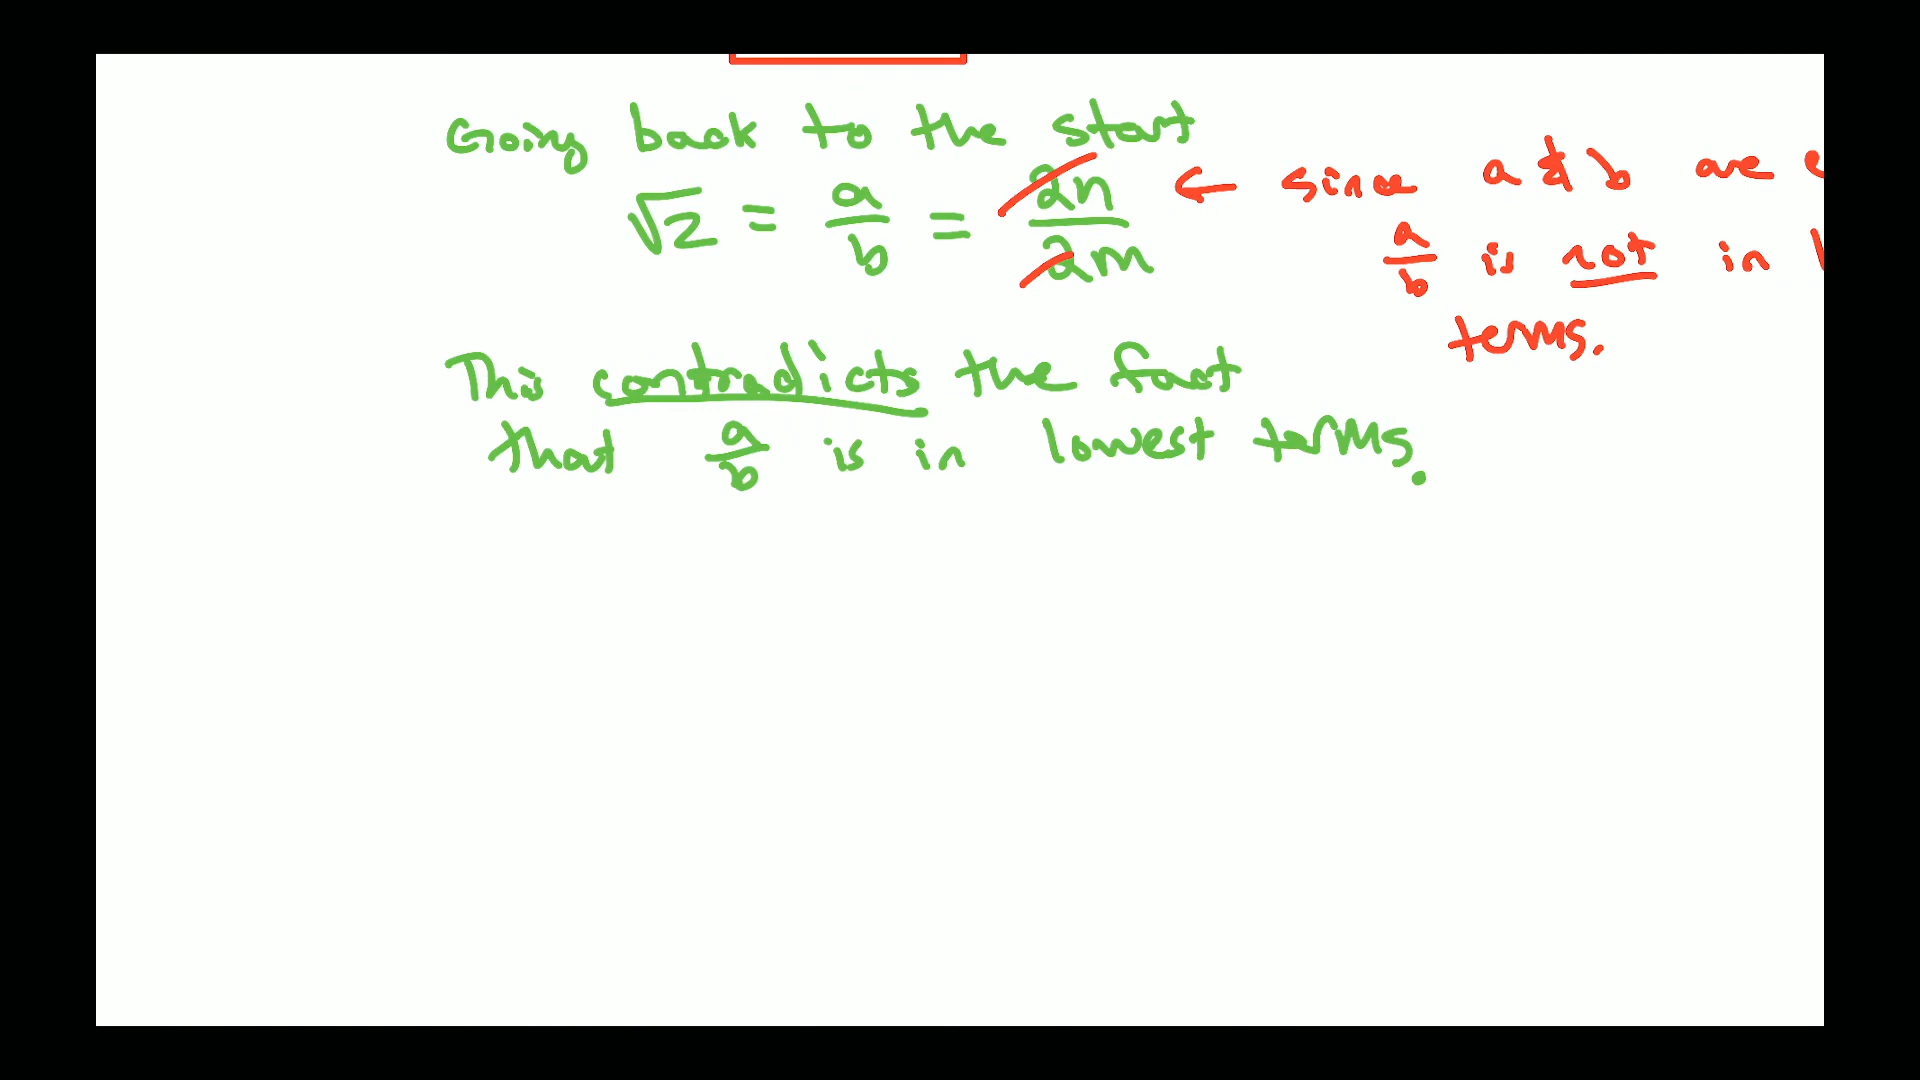 Going back to the start
√2 = a/b = 2n/2m ← since a & b are e
a/b is not in l
terms.
This contradicts the fact
that a/b is in lowest terms.